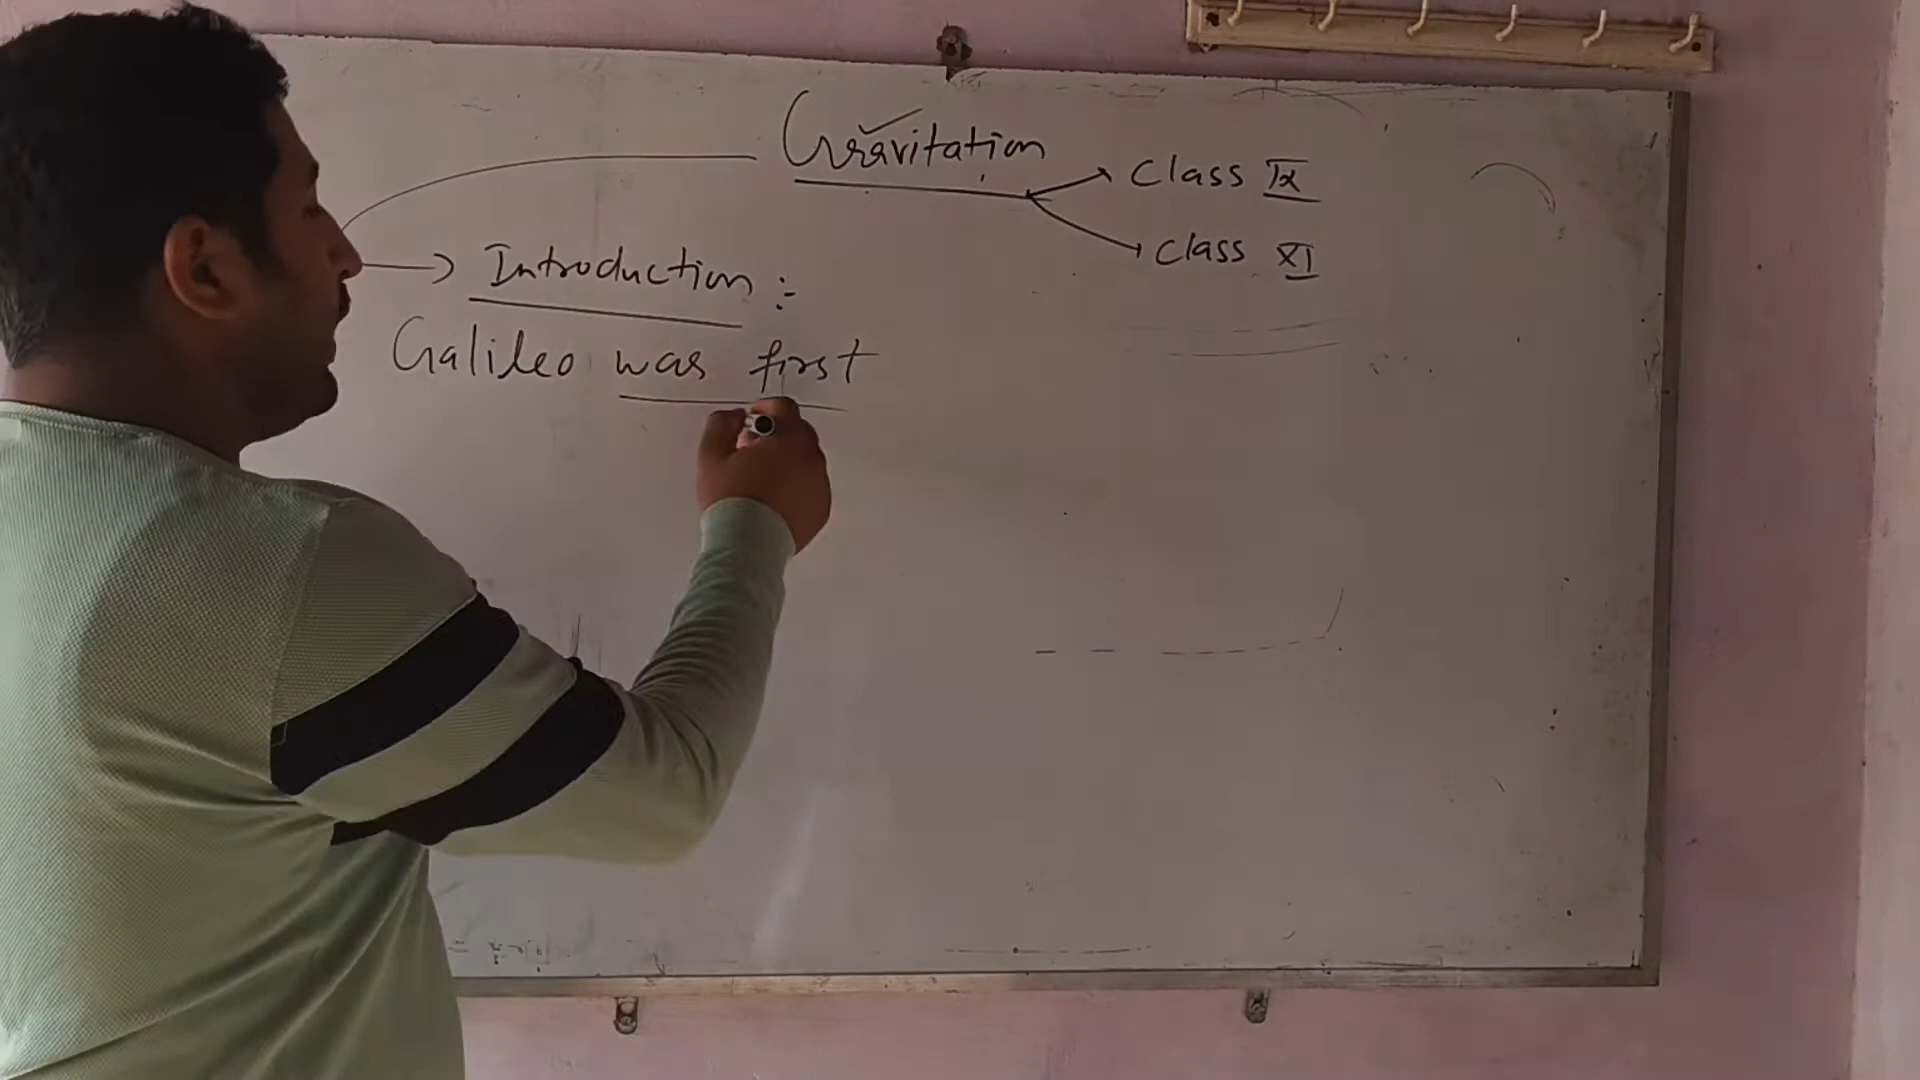 Gravitation
Class IX
Class XI
→ Introduction :-
Galileo was first